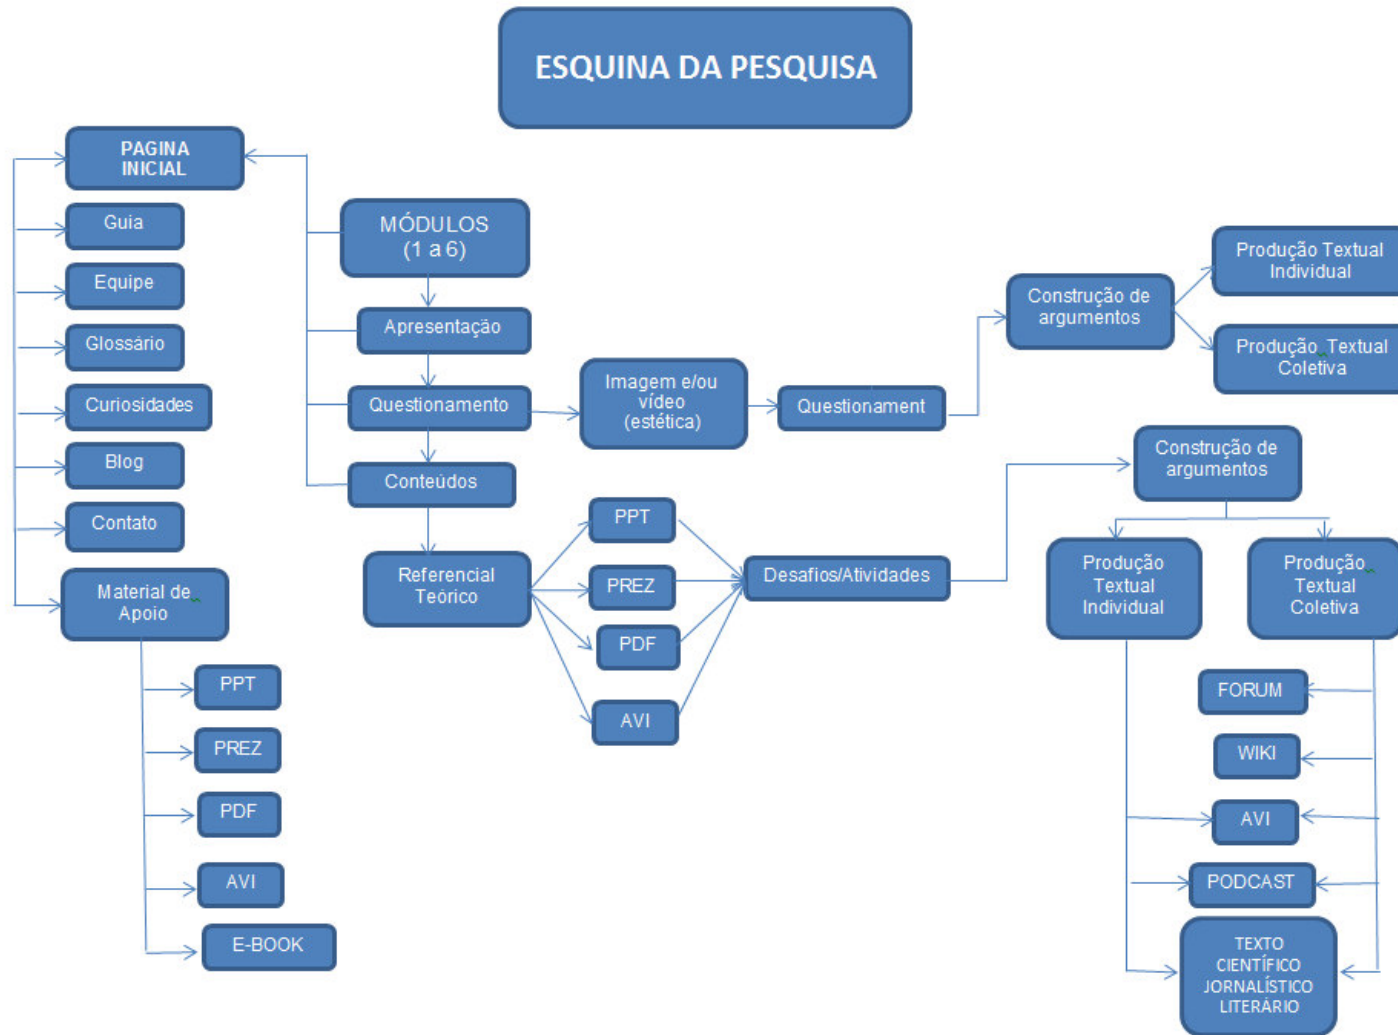 ESQUINA DA PESQUISA
PAGINA
INICIAL
Guia
Equipe
Glossário
Curiosidades
Blog
Contato
Material de
Apoio
PPT
PREZ
PDF
AVI
E-BOOK
MÓDULOS
(1 a 6)
Apresentação
Questionamento
Conteúdos
Referencial
Teórico
Imagem e/ou
vídeo
(estética)
Questionament
Construção de
argumentos
Produção Textual
Individual
Produção Textual
Coletiva
PPT
PREZ
PDF
AVI
Desafios/Atividades
Construção de
argumentos
Produção
Textual
Individual
Produção
Textual
Coletiva
FORUM
WIKI
AVI
PODCAST
TEXTO
CIENTÍFICO
JORNALÍSTICO
LITERÁRIO